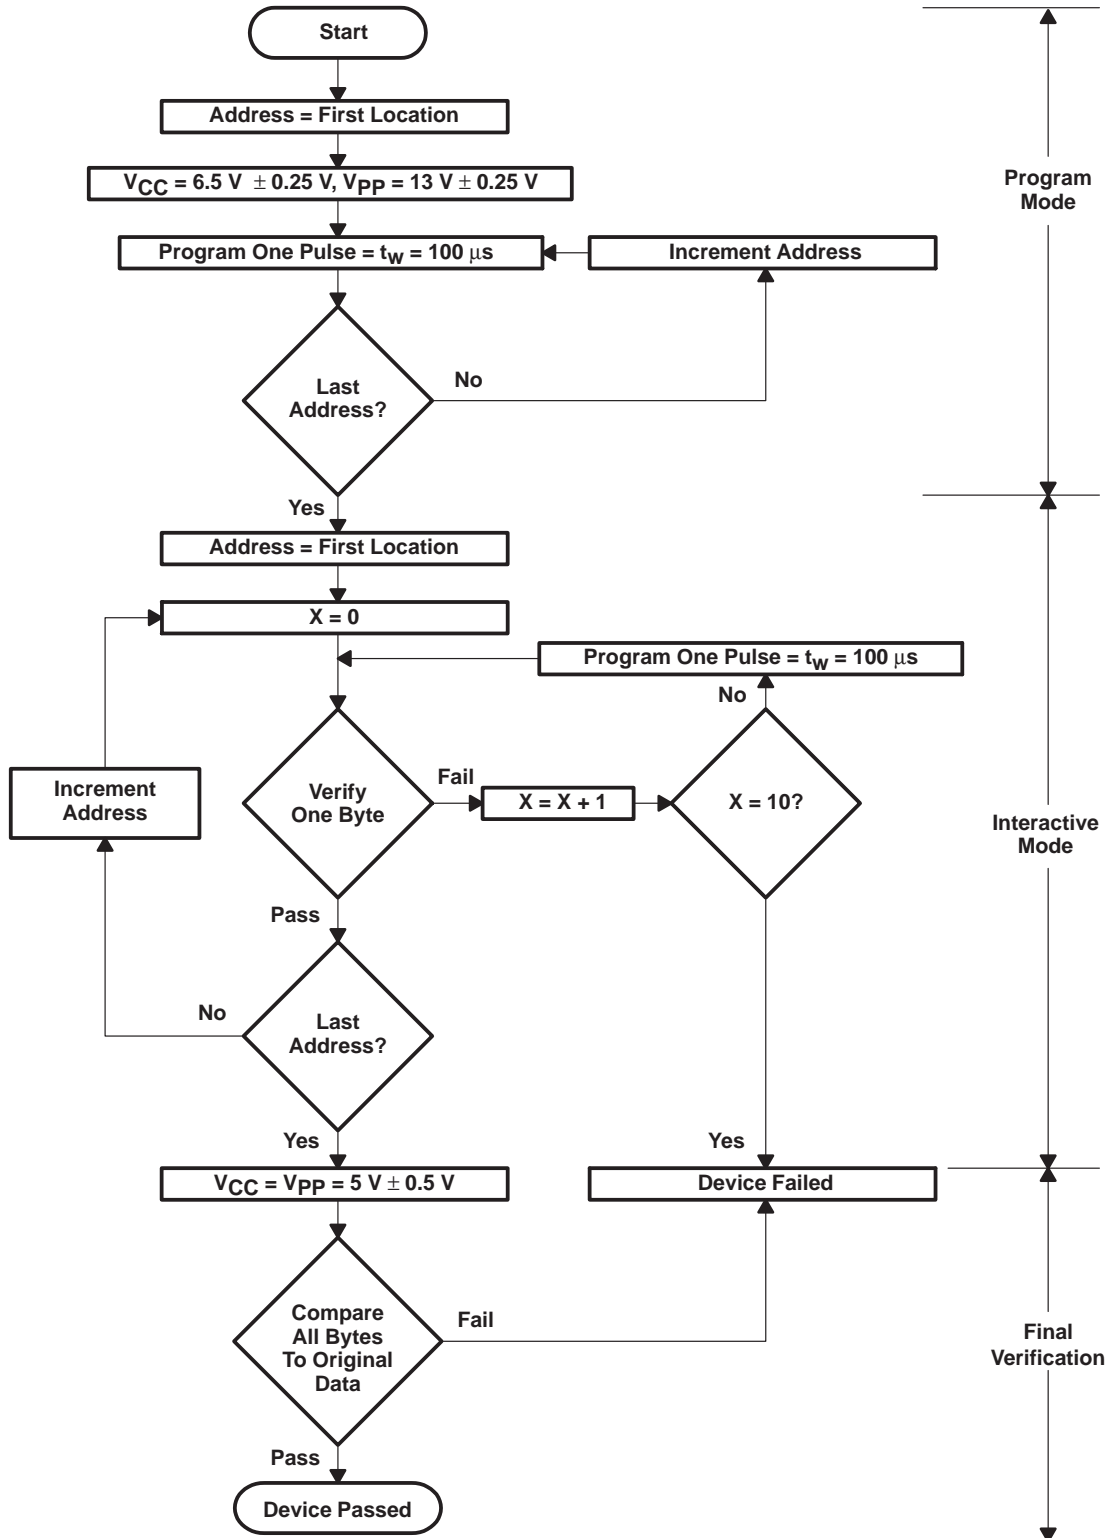 Start
Address = First Location
VCC = 6.5 V ± 0.25 V, VPP = 13 V ± 0.25 V
Program
Mode
Program One Pulse = tw = 100 μs
Increment Address
Last
Address?
No
Yes
Address = First Location
X = 0
Program One Pulse = tw = 100 μs
No
Increment
Address
Verify
One Byte
Fail
X = X + 1
X = 10?
Interactive
Mode
Pass
No
Last
Address?
Yes
Yes
VCC = VPP = 5 V ± 0.5 V
Device Failed
Compare
All Bytes
To Original
Data
Fail
Final
Verification
Pass
Device Passed